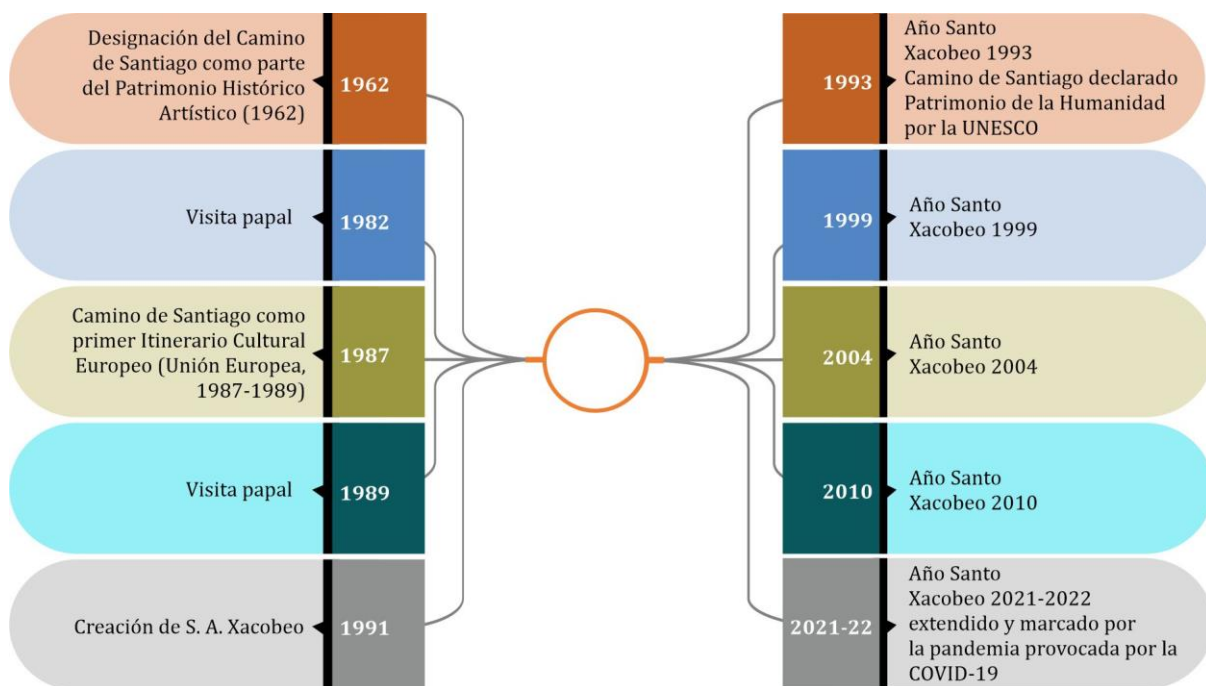 Designación del Camino
de Santiago como parte
del Patrimonio Histórico
Artístico (1962)
1962
Visita papal
1982
Camino de Santiago como
primer Itinerario Cultural
Europeo (Unión Europea,
1987-1989)
1987
Visita papal
1989
Creación de S. A. Xacobeo
1991
1993
Año Santo
Xacobeo 1993
Camino de Santiago declarado
Patrimonio de la Humanidad
por la UNESCO
1999
Año Santo
Xacobeo 1999
2004
Año Santo
Xacobeo 2004
2010
Año Santo
Xacobeo 2010
2021-22
Año Santo
Xacobeo 2021-2022
extendido y marcado por
la pandemia provocada por la
COVID-19